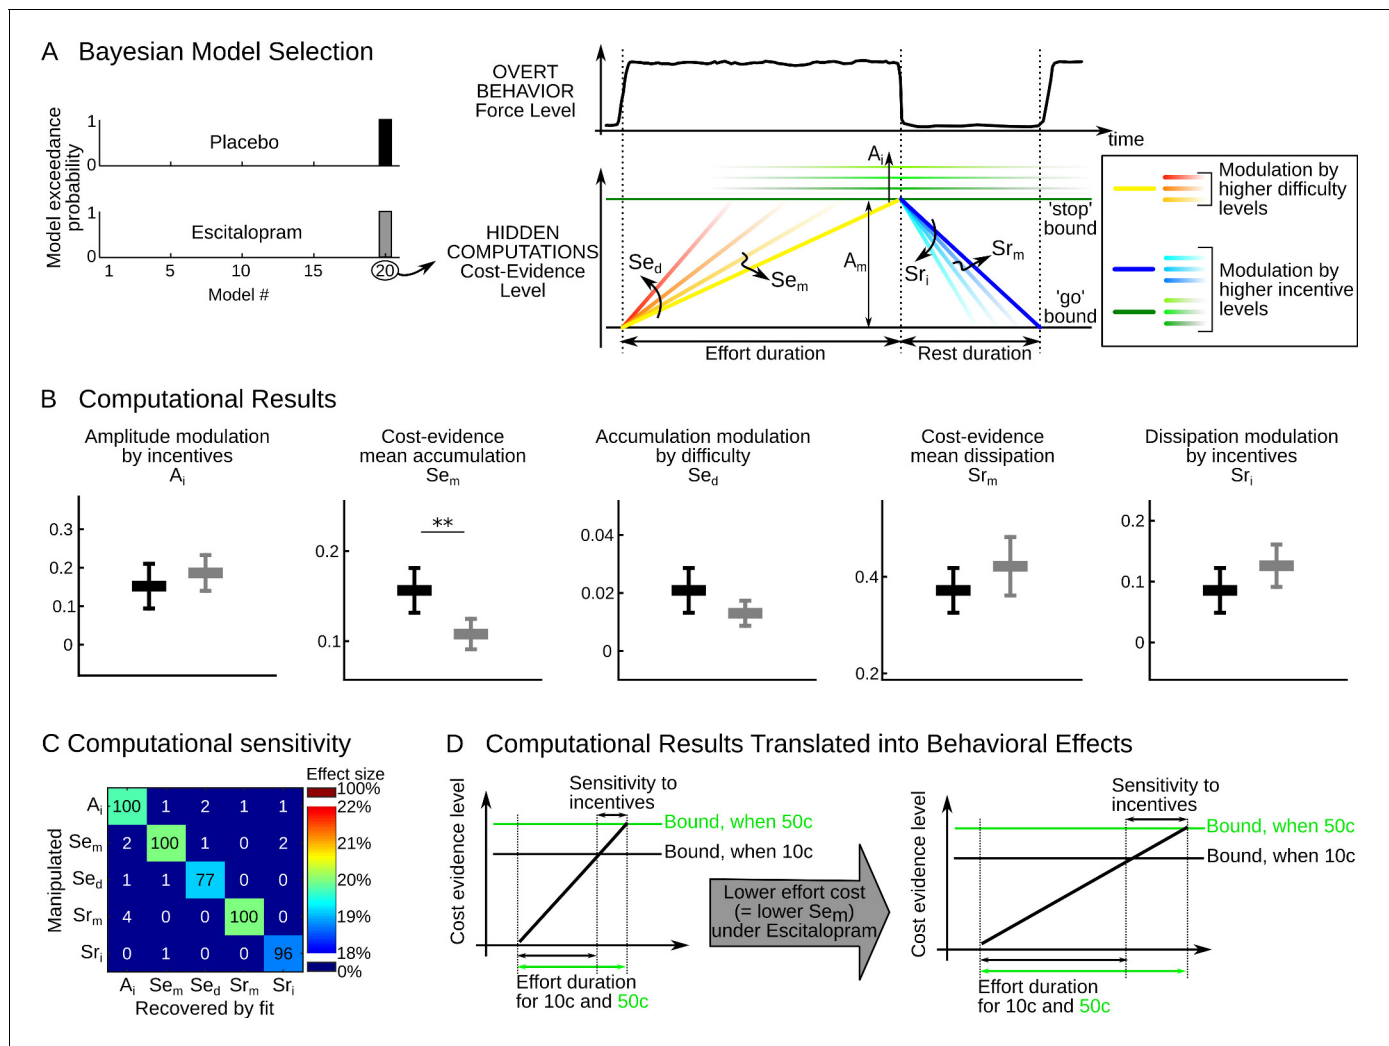 A Bayesian Model Selection
Model exceedance
probability
1
0
Placebo
1
0
Escitalopram
1 5 10 15 20
Model #
OVERT
BEHAVIOR
Force Level
time
HIDDEN
COMPUTATIONS
Cost-Evidence
Level
Ai
Am
Sed
Sem
Sri
Srm
'stop'
bound
'go'
bound
Effort duration
Rest duration
Modulation by
higher difficulty
levels
Modulation by
higher incentive
levels
B Computational Results
Amplitude modulation
by incentives
Ai
0.3
0.2
0.1
0
Cost-evidence
mean accumulation
Sem
**
0.2
0.1
Accumulation modulation
by difficulty
Sed
0.04
0.02
0
Cost-evidence
mean dissipation
Srm
0.4
0.2
Dissipation modulation
by incentives
Sri
0.2
0.1
0
C Computational sensitivity
Effect size
Manipulated
Ai 100 1 2 1 1
Sem 2 100 1 0 2
Sed 1 1 77 0 0
Srm 4 0 0 100 0
Sri 0 1 0 0 96
Ai Sem Sed Srm Sri
Recovered by fit
100%
22%
21%
20%
19%
18%
0%
D Computational Results Translated into Behavioral Effects
Cost evidence level
Sensitivity to
incentives
Bound, when 50c
Bound, when 10c
Effort duration
for 10c and 50c
Lower effort cost
(= lower Sem)
under Escitalopram
Cost evidence level
Sensitivity to
incentives
Bound, when 50c
Bound, when 10c
Effort duration
for 10c and 50c